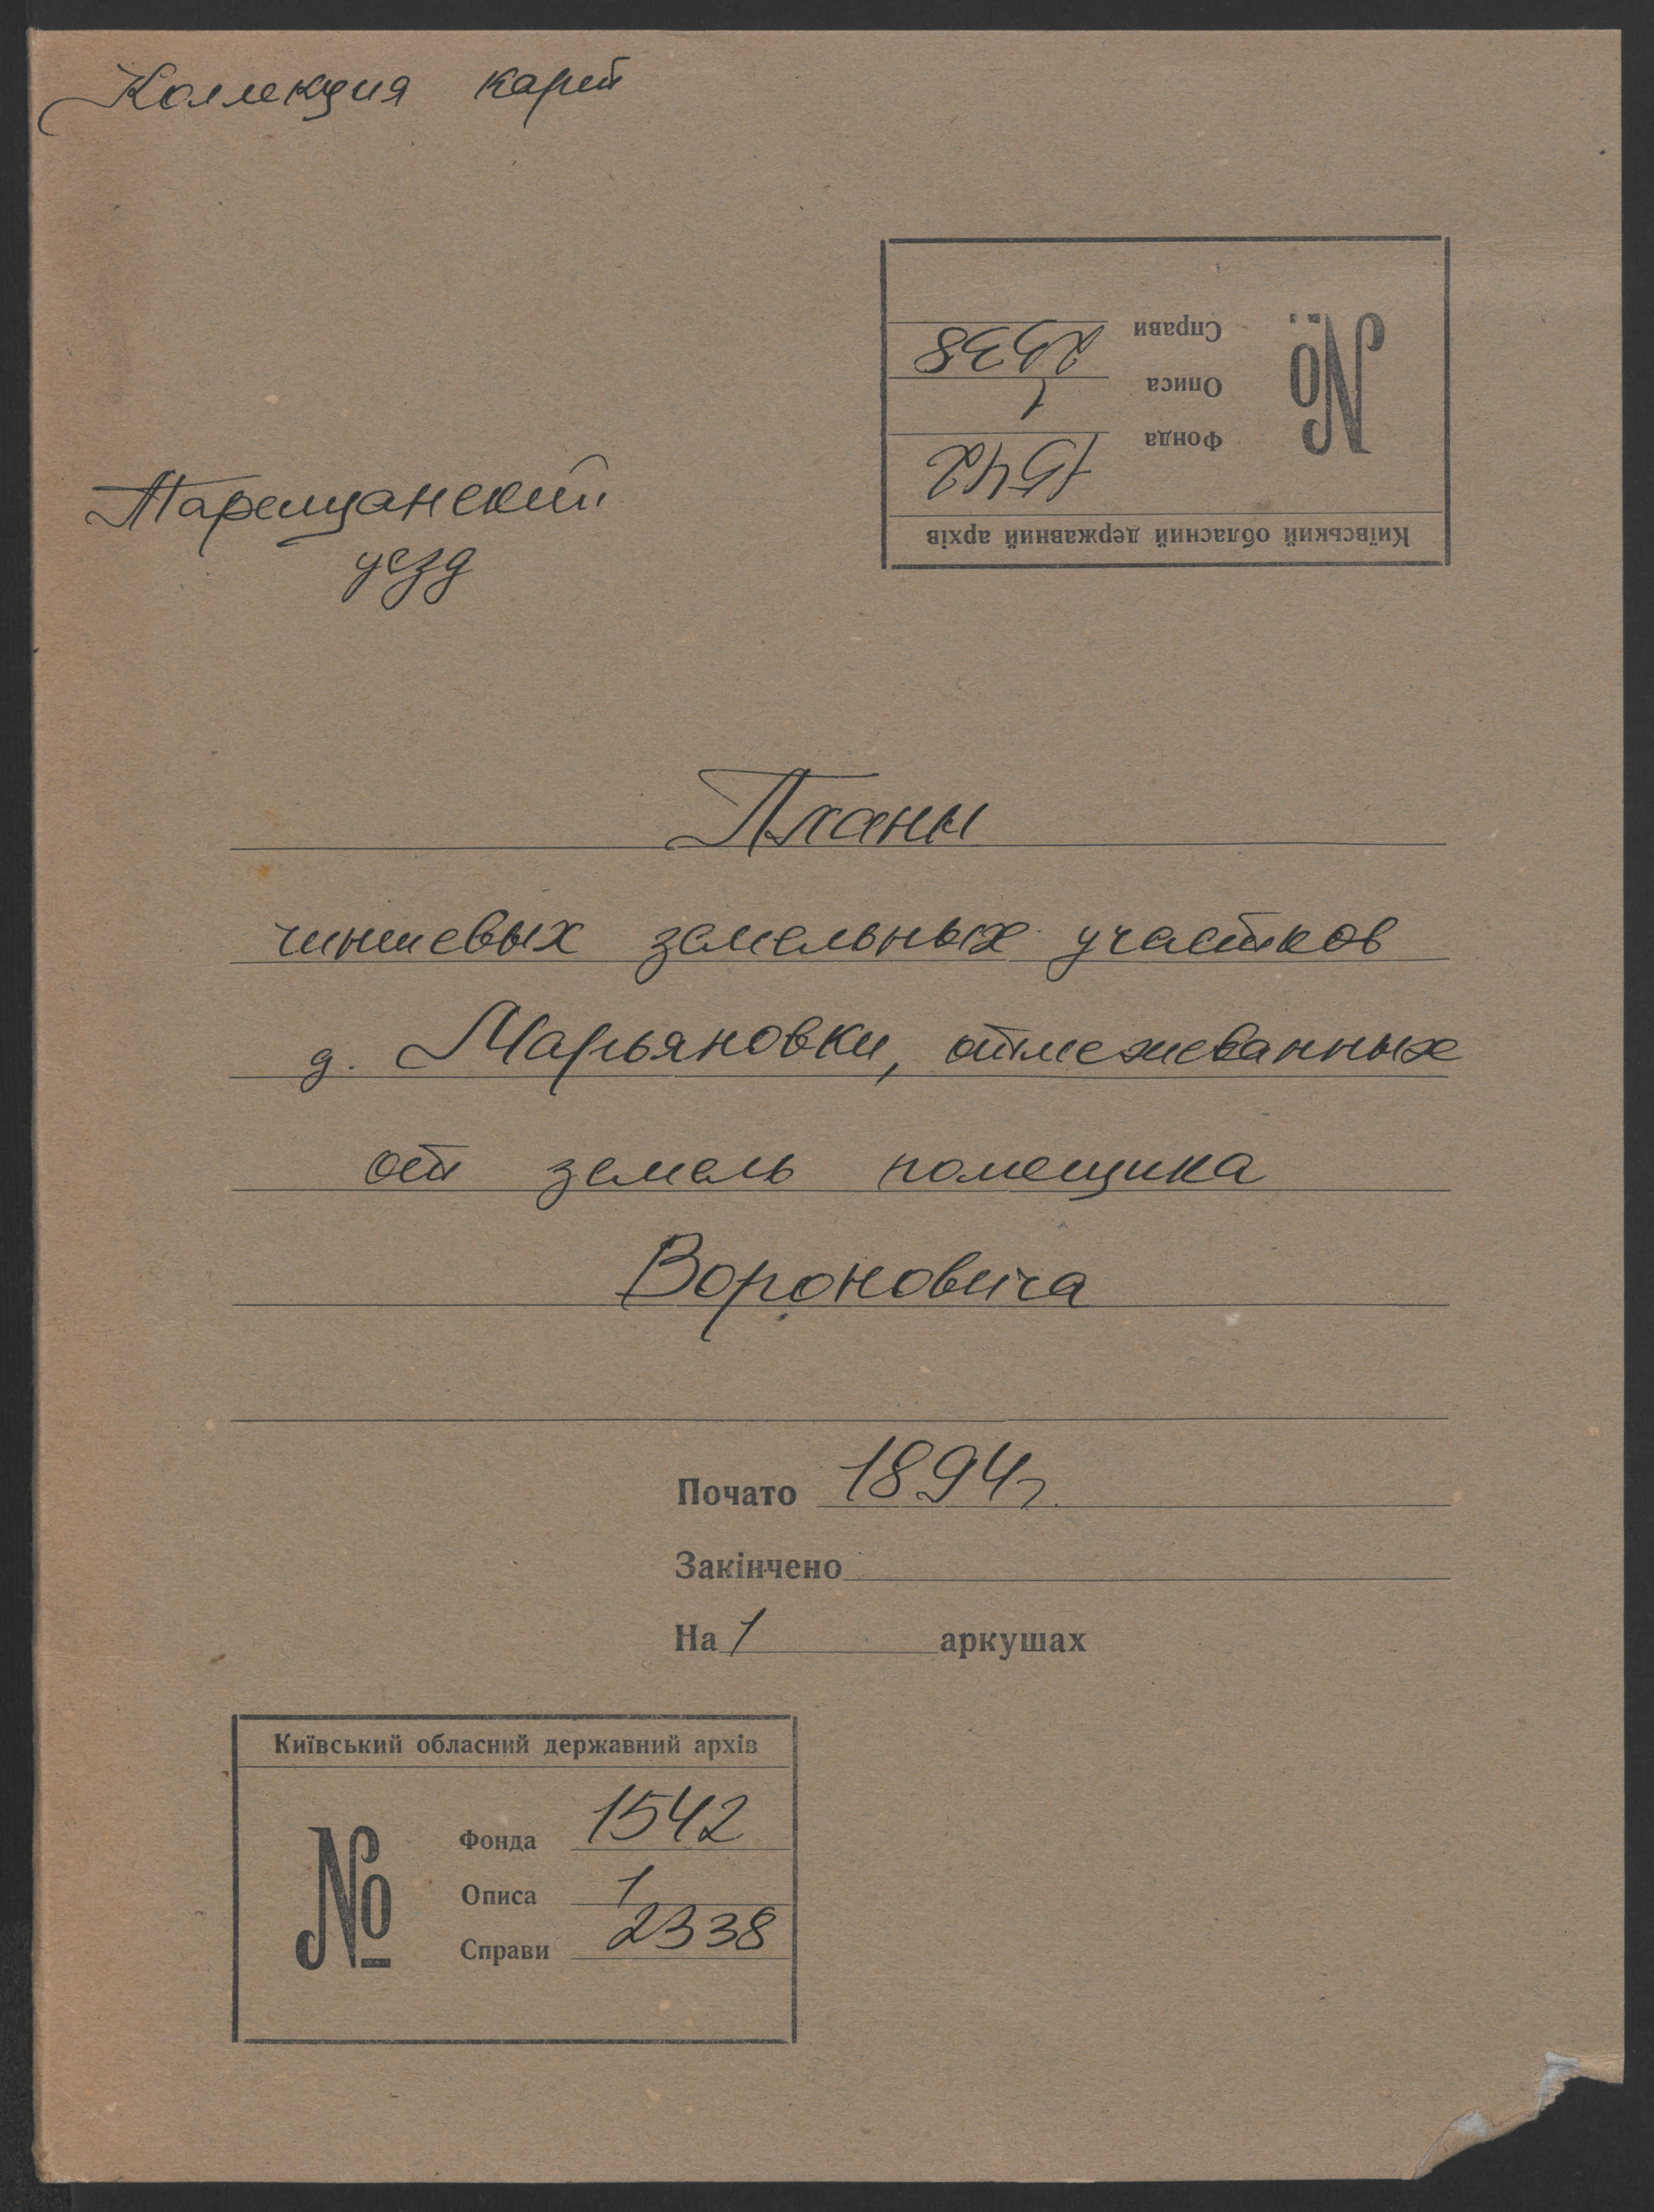 Коллекция карт
Київський обласний державний архів
№
Фонда 1542
Описа 1
Справи 2338
Таращанский
уезд
Планы
чиншевых земельных участков
д. Марьяновки, отмежеванных
от земель помещика
Вороновича
Почато 1894 г.
Закінчено
На 1 аркушах
Київський обласний державний архів
№
Фонда 1542
Описа 1
Справи 2338